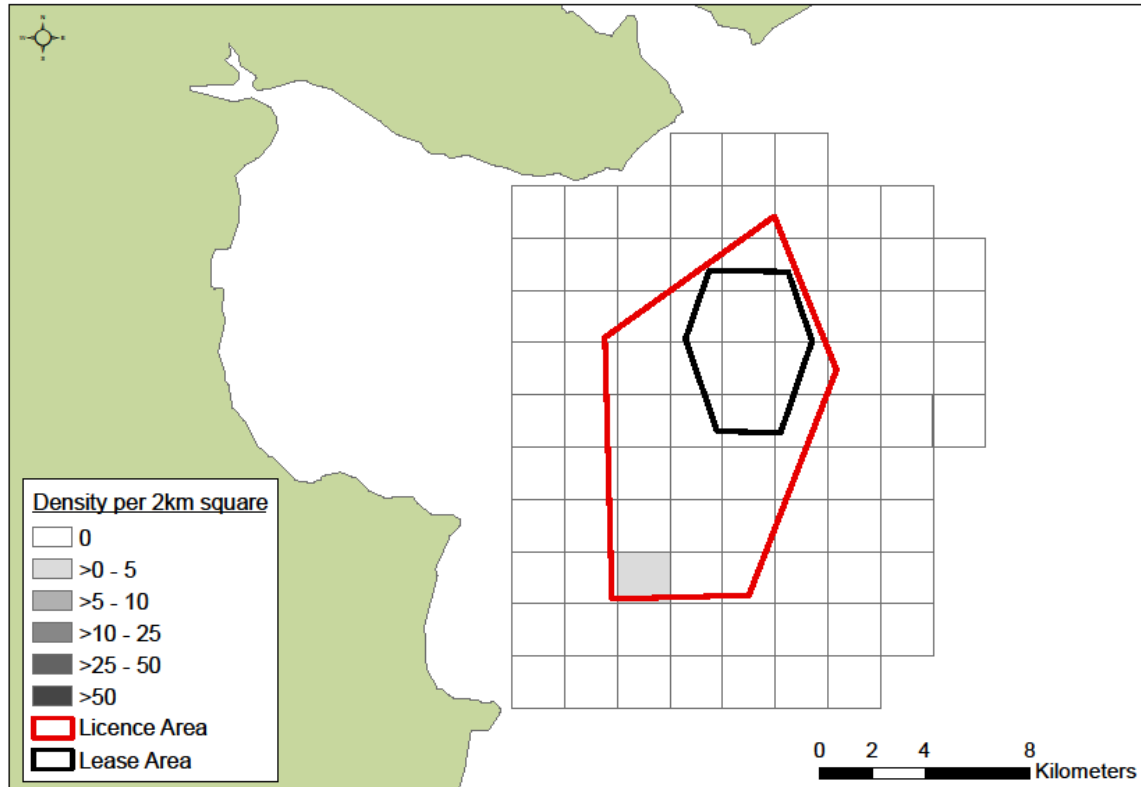 N
W
E
S
Density per 2km square
0
>0 - 5
>5 - 10
>10 - 25
>25 - 50
>50
Licence Area
Lease Area
0 2 4 8
Kilometers